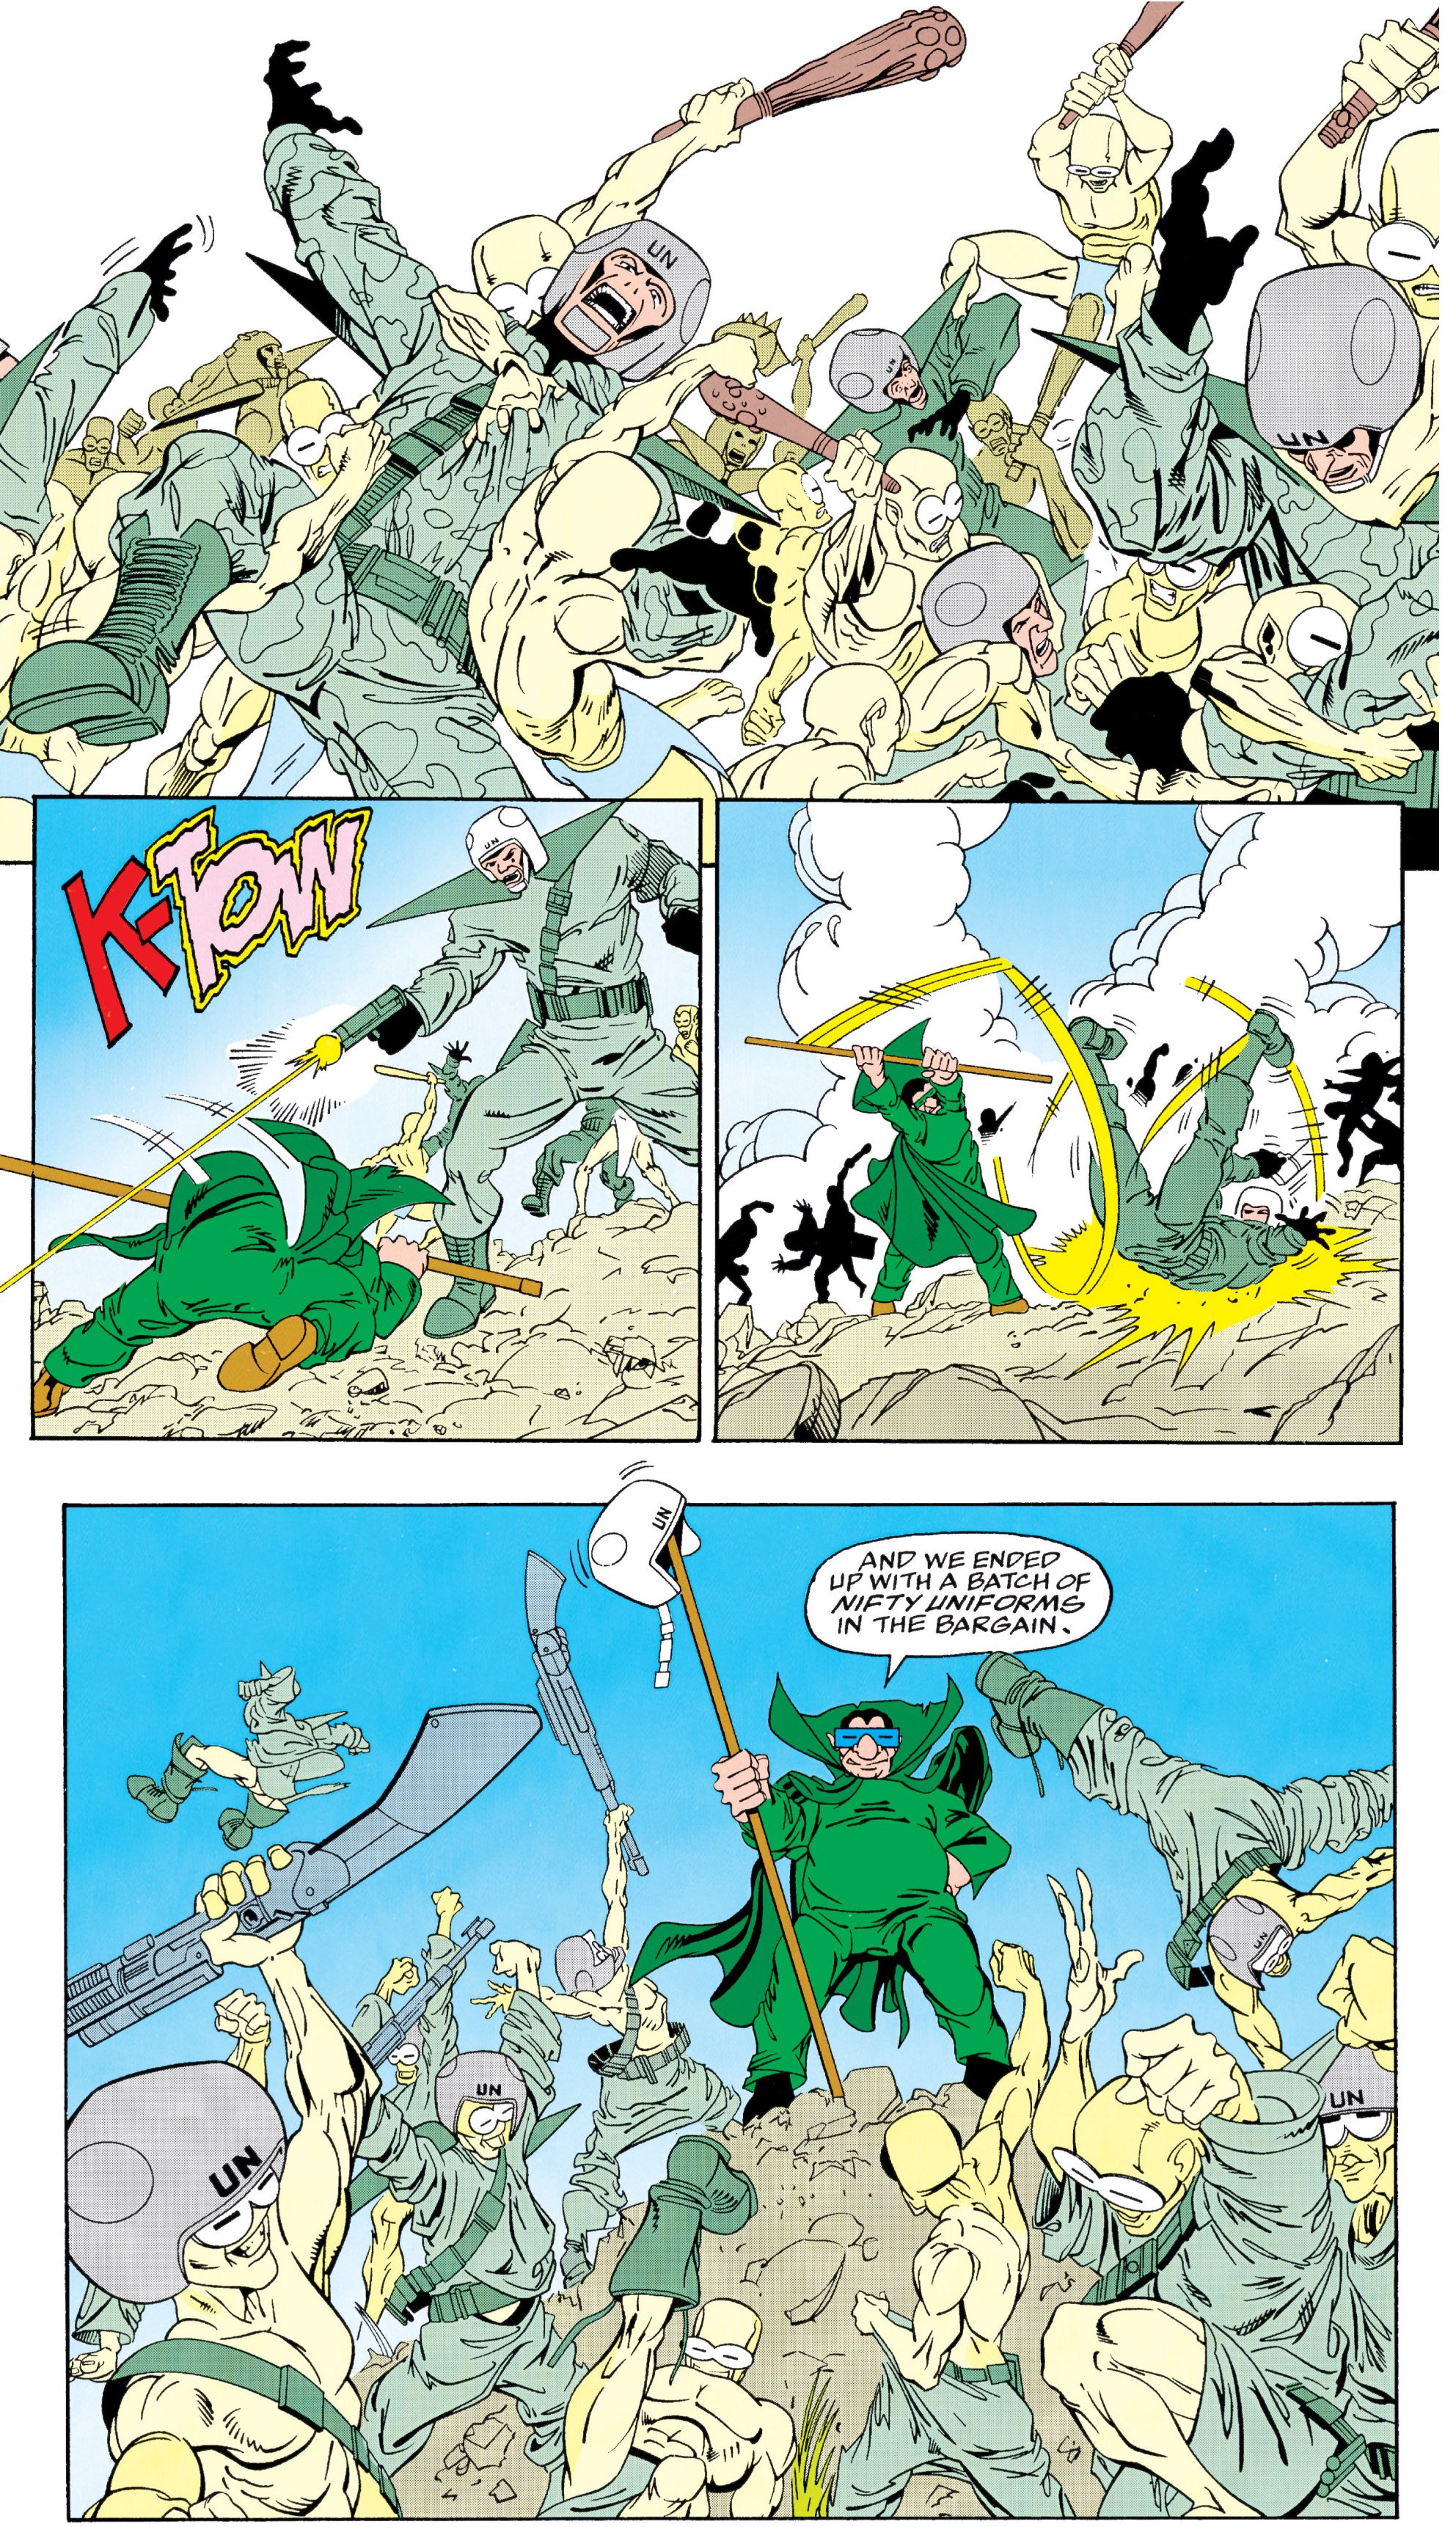 UN
UN
UN
K-TOW
UN
UN
AND WE ENDED
UP WITH A BATCH OF
NIFTY UNIFORMS
IN THE BARGAIN.
UN
UN
UN
UN